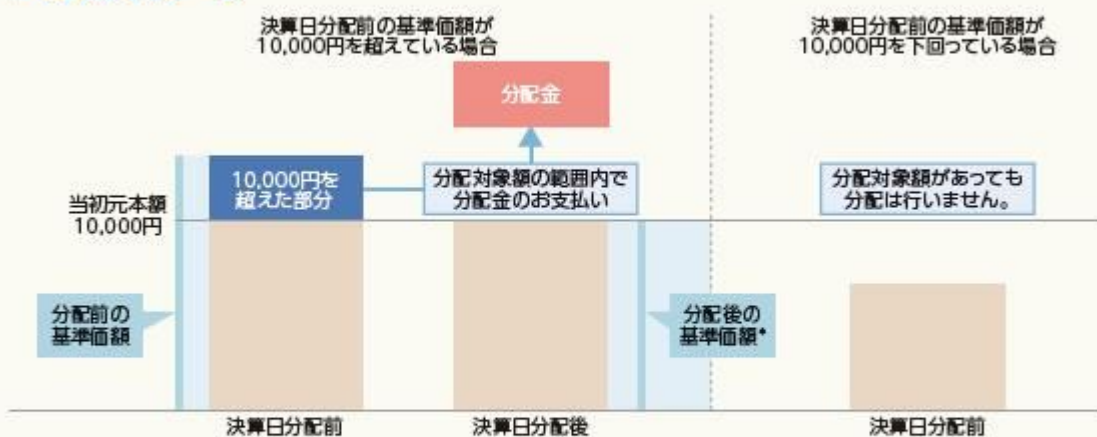 決算日分配前の基準価額が
10,000円を超えている場合
決算日分配前の基準価額が
10,000円を下回っている場合
分配金
10,000円を
超えた部分
分配対象額の範囲内で
分配金のお支払い
分配対象額があっても
分配は行いません。
当初元本額
10,000円
分配前の
基準価額
分配後の
基準価額*
決算日分配前
決算日分配後
決算日分配前